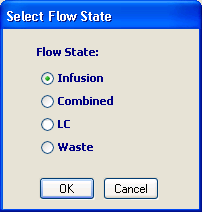 Select Flow State
Flow State:
Infusion
Combined
LC
Waste
OK Cancel